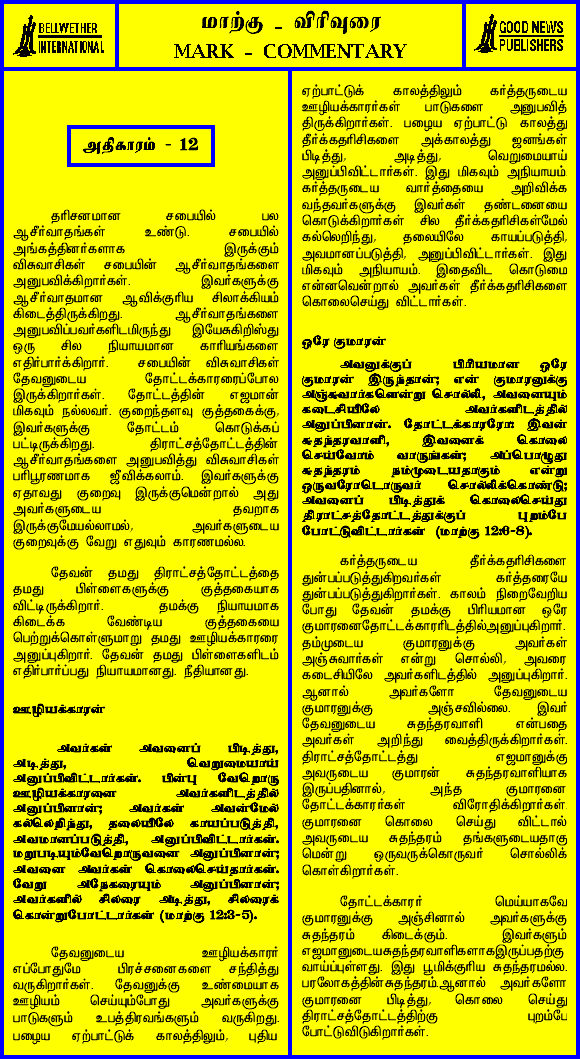 BELLWETHER
INTERNATIONAL
மாற்கு - விரிவுரை
MARK - COMMENTARY
GOOD NEWS
PUBLISHERS
அதிகாரம் - 12
தரிசனமான சபையில் பல
ஆசீர்வாதங்கள் உண்டு. சபையில்
அங்கத்தினர்களாக இருக்கும்
விசுவாசிகள் சபையின் ஆசீர்வாதங்களை
அனுபவிக்கிறார்கள். இவர்களுக்கு
ஆசீர்வாதமான ஆவிக்குரிய சிலாக்கியம்
கிடைத்திருக்கிறது. ஆசீர்வாதங்களை
அனுபவிப்பவர்களிடமிருந்து இயேசுகிறிஸ்து
ஒரு சில நியாயமான காரியங்களை
எதிர்பார்க்கிறார். சபையின் விசுவாசிகள்
தேவனுடைய தோட்டக்காரரைப்போல
இருக்கிறார்கள். தோட்டத்தின் எஜமான்
மிகவும் நல்லவர். குறைந்தளவு குத்தகைக்கு,
இவர்களுக்கு தோட்டம் கொடுக்கப்
பட்டிருக்கிறது. திராட்சத்தோட்டத்தின்
ஆசீர்வாதங்களை அனுபவித்து விசுவாசிகள்
பரிபூரணமாக ஜீவிக்கலாம். இவர்களுக்கு
ஏதாவது குறைவு இருக்குமென்றால் அது
அவர்களுடைய தவறாக
இருக்குமேயல்லாமல், அவர்களுடைய
குறைவுக்கு வேறு எதுவும் காரணமல்ல.
தேவன் தமது திராட்சத்தோட்டத்தை
தமது பிள்ளைகளுக்கு குத்தகையாக
விட்டிருக்கிறார். தமக்கு நியாயமாக
கிடைக்க வேண்டிய குத்தகையை
பெற்றுக்கொள்ளுமாறு தமது ஊழியக்காரரை
அனுப்புகிறார். தேவன் தமது பிள்ளைகளிடம்
எதிர்பார்ப்பது நியாயமானது. நீதியானது.
ஊழியக்காரன்
அவர்கள் அவனைப் பிடித்து,
அடித்து, வெறுமையாய்
அனுப்பிவிட்டார்கள். பின்பு வேறொரு
ஊழியக்காரனை அவர்களிடத்தில்
அனுப்பினான்; அவர்கள் அவன்மேல்
கல்லெறிந்து, தலையிலே காயப்படுத்தி,
அவமானப்படுத்தி, அனுப்பிவிட்டார்கள்.
மறுபடியும்வேறொருவனை அனுப்பினான்;
அவனை அவர்கள் கொலைசெய்தார்கள்.
வேறு அநேகரையும் அனுப்பினான்;
அவர்களில் சிலரை அடித்து, சிலரைக்
கொன்றுபோட்டார்கள் (மாற்கு 12:3-5).
தேவனுடைய ஊழியக்காரர்
எப்போதுமே பிரச்சனைகளை சந்தித்து
வருகிறார்கள். தேவனுக்கு உண்மையாக
ஊழியம் செய்யும்போது அவர்களுக்கு
பாடுகளும் உபத்திரவங்களும் வருகிறது.
பழைய ஏற்பாட்டுக் காலத்திலும், புதிய
ஏற்பாட்டுக் காலத்திலும் கர்த்தருடைய
ஊழியக்காரர்கள் பாடுகளை அனுபவித்
திருக்கிறார்கள். பழைய ஏற்பாடு காலத்து
தீர்க்கதரிசிகளை அக்காலத்து ஜனங்கள்
பிடித்து, அடித்து, வெறுமையாய்
அனுப்பிவிட்டார்கள். இது மிகவும் அநியாயம்.
கர்த்தருடைய வார்த்தையை அறிவிக்க
வந்தவர்களுக்கு இவர்கள் தண்டனையை
கொடுக்கிறார்கள் சில தீர்க்கதரிசிகள்மேல்
கல்லெறிந்து, தலையிலே காயப்படுத்தி,
அவமானப்படுத்தி, அனுப்பிவிட்டார்கள். இது
மிகவும் அநியாயம். இதைவிட கொடுமை
என்னவென்றால் அவர்கள் தீர்க்கதரிசிகளை
கொலைசெய்து விட்டார்கள்.
ஒரே குமாரன்
அவனுக்குப் பிரியமான ஒரே
குமாரன் இருந்தான்; என் குமாரனுக்கு
அஞ்சுவார்களென்று சொல்லி, அவனையும்
கடைசியிலே அவர்களிடத்தில்
அனுப்பினான். தோட்டக்காரரோ: இவன்
சுதந்தரவாளி, இவனைக் கொலை
செய்வோம் வாருங்கள்; அப்பொழுது
சுதந்தரம் நம்முடையதாகும் என்று
ஒருவரோடொருவர் சொல்லிக்கொண்டு;
அவனைப் பிடித்துக் கொலைசெய்து
திராட்சத்தோட்டத்துக்குப் புறம்பே
போட்டுவிட்டார்கள் (மாற்கு 12:6-8).
கர்த்தருடைய தீர்க்கதரிசிகளை
துன்பப்படுத்துகிறவர்கள் கர்த்தரையே
துன்பப்படுத்துகிறார்கள். காலம் நிறைவேறிய
போது தேவன் தமக்கு பிரியமான ஒரே
குமாரனைதோட்டக்காரரிடத்தில்அனுப்புகிறார்.
தம்முடைய குமாரனுக்கு அவர்கள்
அஞ்சுவார்கள் என்று சொல்லி, அவரை
கடைசியிலே அவர்களிடத்தில் அனுப்புகிறார்.
ஆனால் அவர்களோ தேவனுடைய
குமாரனுக்கு அஞ்சவில்லை. இவர்
தேவனுடைய சுதந்தரவாளி என்பதை
அவர்கள் அறிந்து வைத்திருக்கிறார்கள்.
திராட்சத்தோட்டத்து எஜமானுக்கு
அவருடைய குமாரன் சுதந்தரவாளியாக
இருப்பதினால், அந்த குமாரனை
தோட்டக்காரர்கள் விரோதிக்கிறார்கள்.
குமாரனை கொலை செய்து விட்டால்
அவருடைய சுதந்தரம் தங்களுடையதாகு
மென்று ஒருவருக்கொருவர் சொல்லிக்
கொள்கிறார்கள்.
தோட்டக்காரர் மெய்யாகவே
குமாரனுக்கு அஞ்சினால் அவர்களுக்கு
சுதந்தரம் கிடைக்கும். இவர்களும்
எஜமானுடையசுதந்தரவாளிகளாகஇருப்பதற்கு
வாய்ப்புள்ளது. இது பூமிக்குரிய சுதந்தரமல்ல.
பரலோகத்தின்சுதந்தரம்.ஆனால் அவர்களோ
குமாரனை பிடித்து, கொலை செய்து
திராட்சத்தோட்டத்திற்கு புறம்பே
போட்டுவிடுகிறார்கள்.